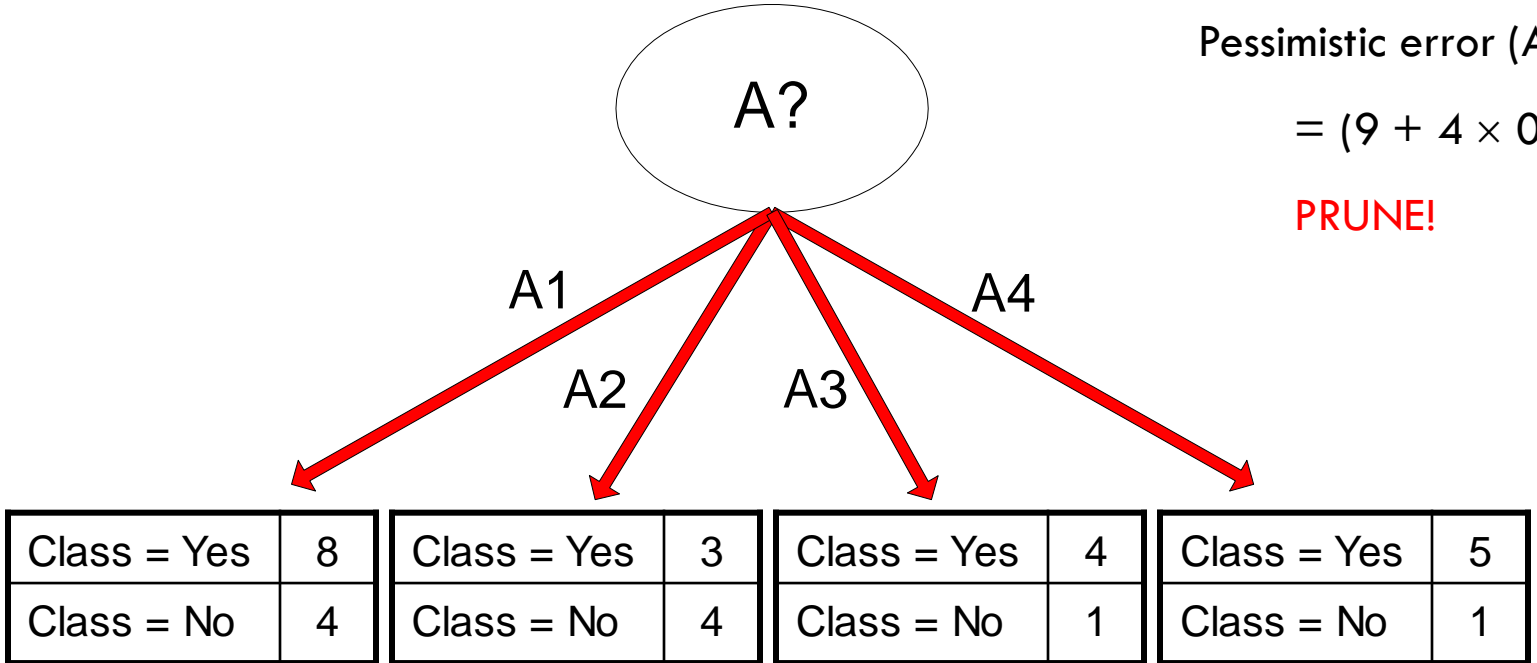 Pessimistic error (A
= (9 + 4 × 0
PRUNE!
A?
A1
A2
A3
A4
Class = Yes 8
Class = No 4
Class = Yes 3
Class = No 4
Class = Yes 4
Class = No 1
Class = Yes 5
Class = No 1